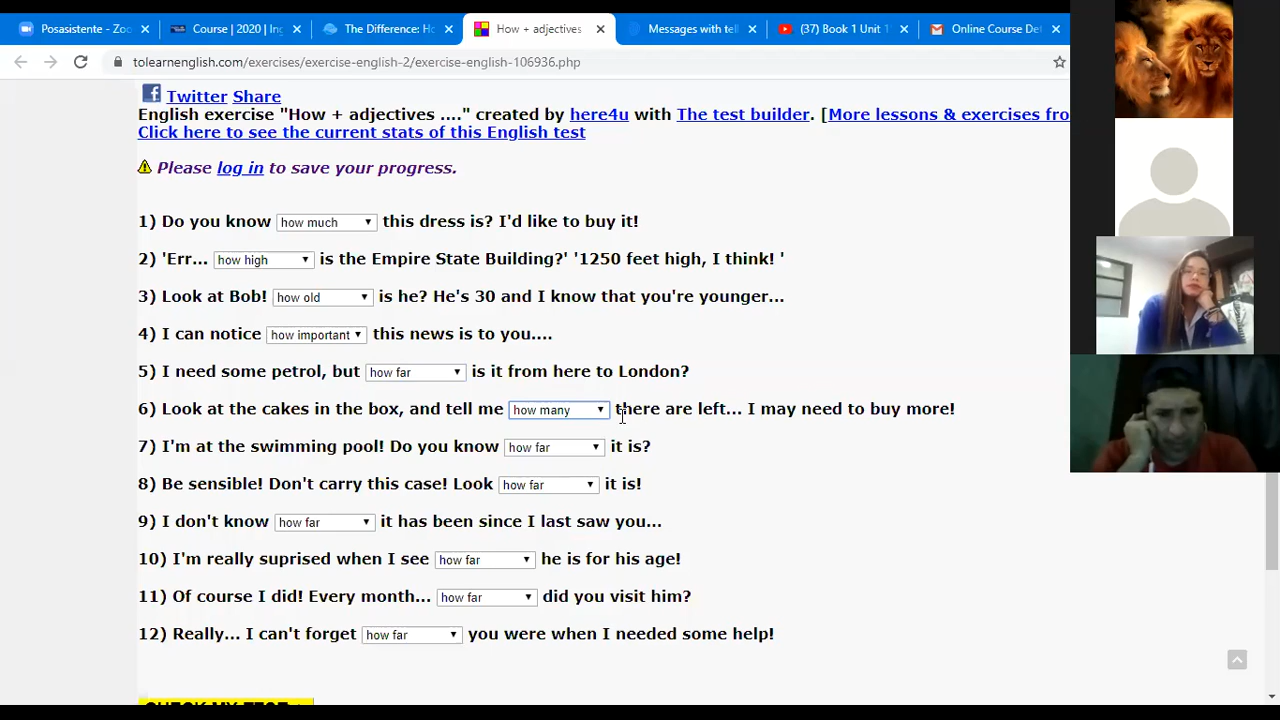 Posasistente - Zoo
Course | 2020 | In
The Difference: H
How + adjectives
Messages with tel
(37) Book 1 Unit 1
Online Course De
tolearnenglish.com/exercises/exercise-english-2/exercise-english-106936.php
Twitter Share
English exercise "How + adjectives ...." created by here4u with The test builder. [More lessons & exercises fro
Click here to see the current stats of this English test
Please log in to save your progress.
1) Do you know how much this dress is? I'd like to buy it!
2) 'Err... how high is the Empire State Building?' '1250 feet high, I think! '
3) Look at Bob! how old is he? He's 30 and I know that you're younger...
4) I can notice how important this news is to you....
5) I need some petrol, but how far is it from here to London?
6) Look at the cakes in the box, and tell me how many there are left... I may need to buy more!
7) I'm at the swimming pool! Do you know how far it is?
8) Be sensible! Don't carry this case! Look how far it is!
9) I don't know how far it has been since I last saw you...
10) I'm really suprised when I see how far he is for his age!
11) Of course I did! Every month... how far did you visit him?
12) Really... I can't forget how far you were when I needed some help!